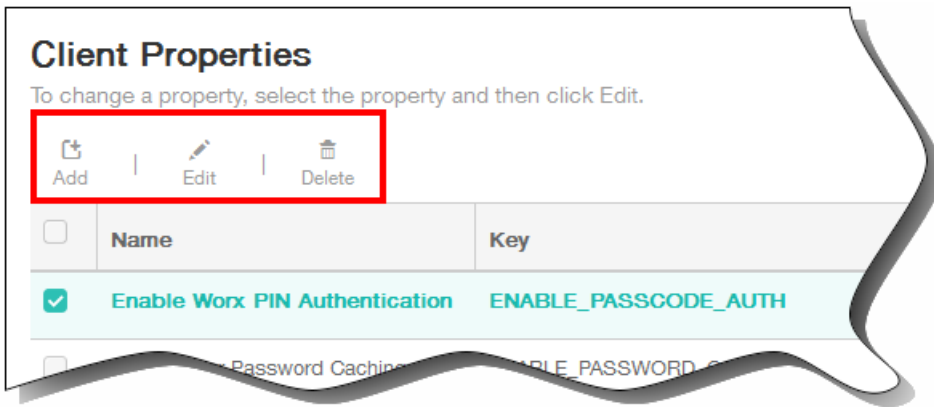 Client Properties
To change a property, select the property and then click Edit.
Add | Edit | Delete
Name Key
Enable Worx PIN Authentication ENABLE_PASSCODE_AUTH
Password Caching PASSWORD